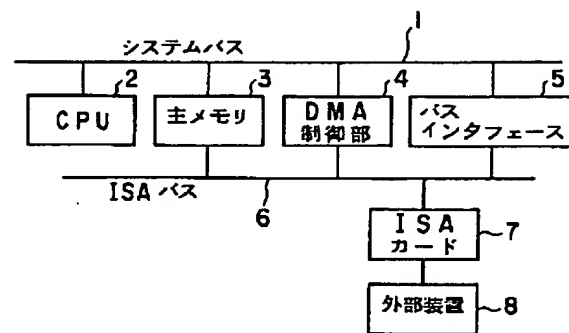 1
システムバス
2
3
4
5
CPU
主メモリ
DMA
制御部
バス
インタフェース
ISAバス
6
ISA
カード
7
外部装置
8